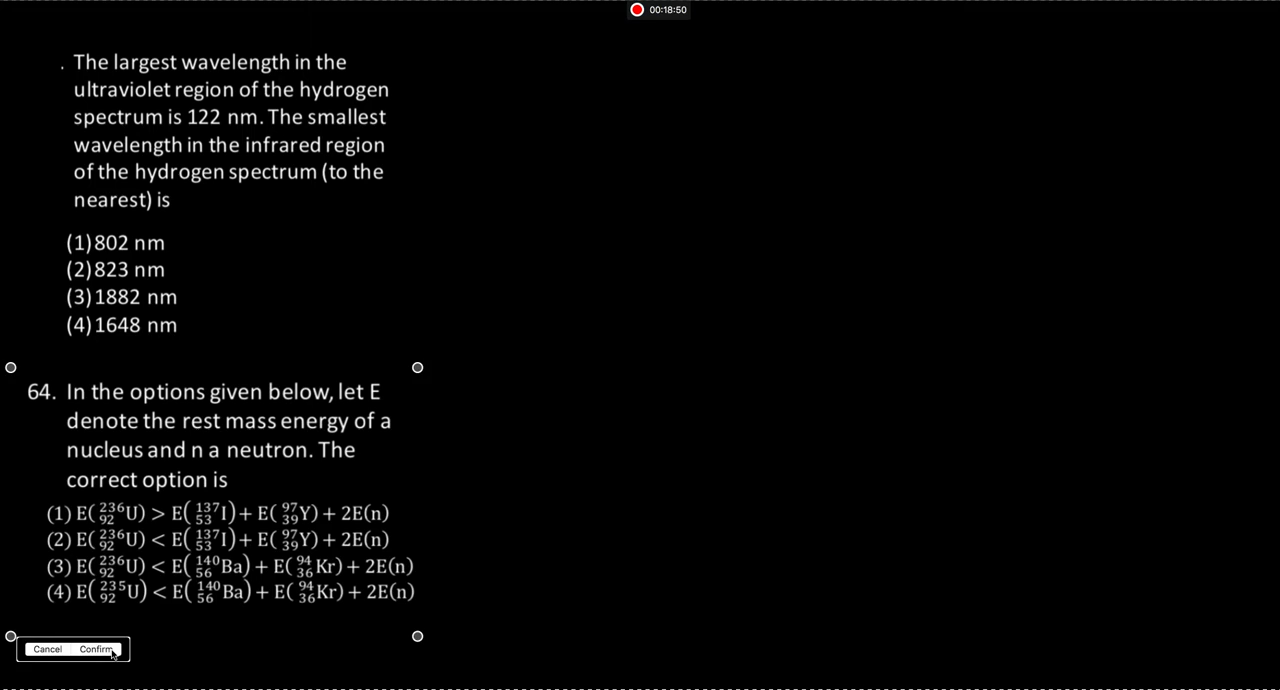 00:18:50
. The largest wavelength in the
ultraviolet region of the hydrogen
spectrum is 122 nm. The smallest
wavelength in the infrared region
of the hydrogen spectrum (to the
nearest) is
(1) 802 nm
(2) 823 nm
(3) 1882 nm
(4) 1648 nm
64. In the options given below, let E
denote the rest mass energy of a
nucleus and n a neutron. The
correct option is
(1) E(²³⁶₉₂U) > E(¹³⁷₅₃I) + E(⁹⁷₃₉Y) + 2E(n)
(2) E(²³⁶₉₂U) < E(¹³⁷₅₃I) + E(⁹⁷₃₉Y) + 2E(n)
(3) E(²³⁶₉₂U) < E(¹⁴⁰₅₆Ba) + E(⁹⁴₃₆Kr) + 2E(n)
(4) E(²³⁵₉₂U) < E(¹⁴⁰₅₆Ba) + E(⁹⁴₃₆Kr) + 2E(n)
Cancel Confirm